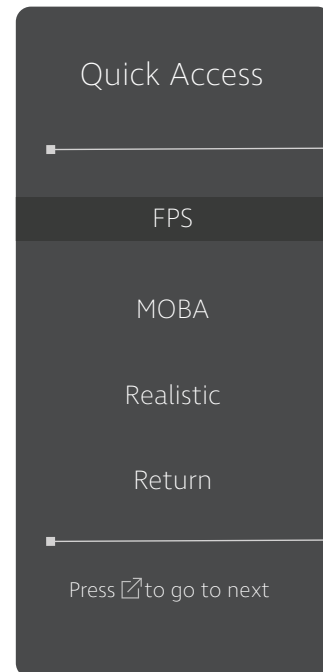 Quick Access
FPS
MOBA
Realistic
Return
Press to go to next